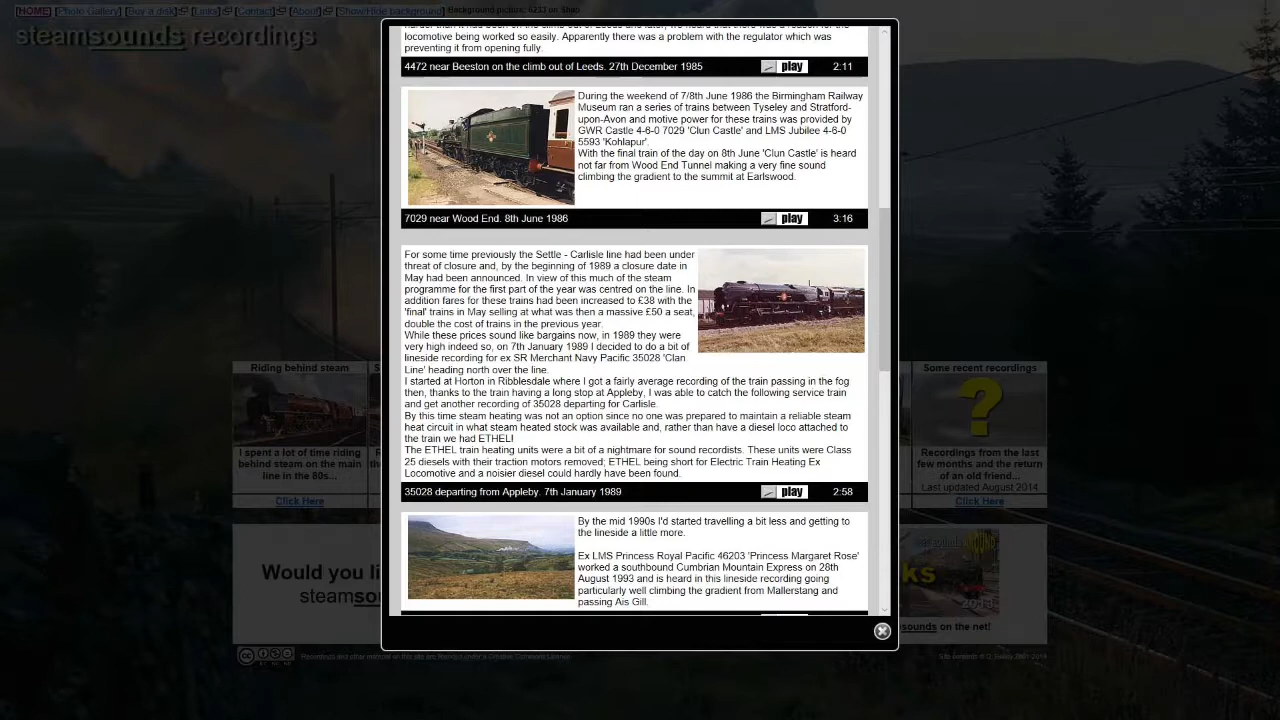 [HOME] [Photo Gallery] [Buy a disk] [Links] [Contact] [About] [Show/Hide background] Background picture: 6233 on Shap
steamsounds recordings
locomotive being worked so easily. Apparently there was a problem with the regulator which was
preventing it from opening fully.
4472 near Beeston on the climb out of Leeds. 27th December 1985 play 2:11
During the weekend of 7/8th June 1986 the Birmingham Railway
Museum ran a series of trains between Tyseley and Stratford-
upon-Avon and motive power for these trains was provided by
GWR Castle 4-6-0 7029 'Clun Castle' and LMS Jubilee 4-6-0
5593 'Kohlapur'.
With the final train of the day on 8th June 'Clun Castle' is heard
not far from Wood End Tunnel making a very fine sound
climbing the gradient to the summit at Earlswood.
7029 near Wood End. 8th June 1986 play 3:16
For some time previously the Settle - Carlisle line had been under
threat of closure and, by the beginning of 1989 a closure date in
May had been announced. In view of this much of the steam
programme for the first part of the year was centred on the line. In
addition fares for these trains had been increased to £38 with the
'final' trains in May selling at what was then a massive £50 a seat,
double the cost of trains in the previous year.
While these prices sound like bargains now, in 1989 they were
very high indeed so, on 7th January 1989 I decided to do a bit of
lineside recording for ex SR Merchant Navy Pacific 35028 'Clan
Line' heading north over the line.
I started at Horton in Ribblesdale where I got a fairly average recording of the train passing in the fog
then, thanks to the train having a long stop at Appleby, I was able to catch the following service train
and get another recording of 35028 departing for Carlisle.
By this time steam heating was not an option since no one was prepared to maintain a reliable steam
heat circuit in what steam heated stock was available and, rather than have a diesel loco attached to
the train we had ETHEL!
The ETHEL train heating units were a bit of a nightmare for sound recordists. These units were Class
25 diesels with their traction motors removed; ETHEL being short for Electric Train Heating Ex
Locomotive and a noisier diesel could hardly have been found.
35028 departing from Appleby. 7th January 1989 play 2:58
By the mid 1990s I'd started travelling a bit less and getting to
the lineside a little more.
Ex LMS Princess Royal Pacific 46203 'Princess Margaret Rose'
worked a southbound Cumbrian Mountain Express on 28th
August 1993 and is heard in this lineside recording going
particularly well climbing the gradient from Mallerstang and
passing Ais Gill.
Riding behind steam
I spent a lot of time riding
behind steam on the main
line in the 80s...
Click Here
Some recent recordings
?
Recordings from the last
few months and the return
of an old friend...
Last updated August 2014
Click Here
Would you li
steamsou
ks
2013
sounds on the net!